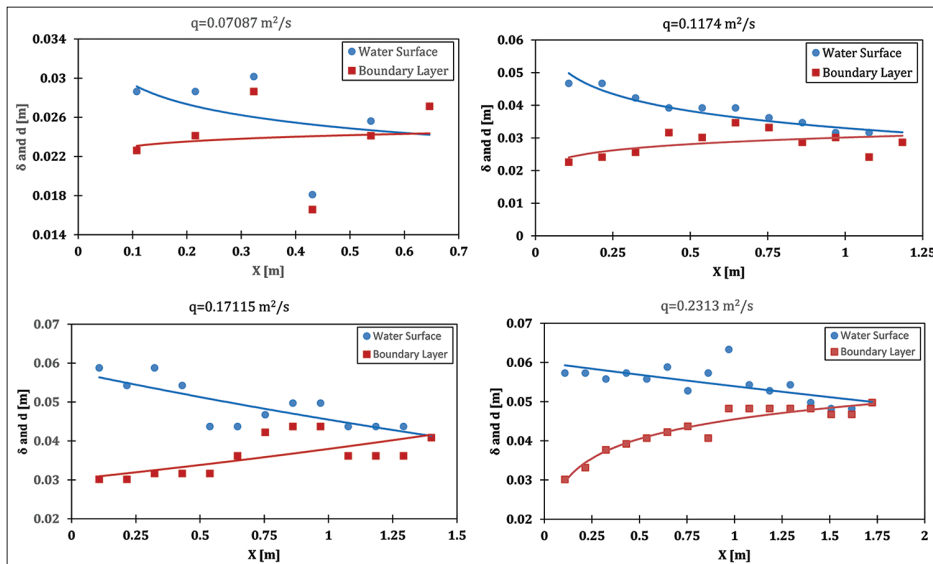 q=0.07087 m²/s
δ and d [m]
0.034
0.03
0.026
0.022
0.018
0.014
Water Surface
Boundary Layer
0 0.1 0.2 0.3 0.4 0.5 0.6 0.7
X [m]
q=0.1174 m²/s
δ and d [m]
0.06
0.05
0.04
0.03
0.02
0.01
0
Water Surface
Boundary Layer
0 0.25 0.5 0.75 1 1.25
X [m]
q=0.17115 m²/s
δ and d [m]
0.07
0.06
0.05
0.04
0.03
0.02
Water Surface
Boundary Layer
0 0.25 0.5 0.75 1 1.25 1.5
X [m]
q=0.2313 m²/s
δ and d [m]
0.07
0.06
0.05
0.04
0.03
0.02
Water Surface
Boundary Layer
0 0.25 0.5 0.75 1 1.25 1.5 1.75 2
X [m]